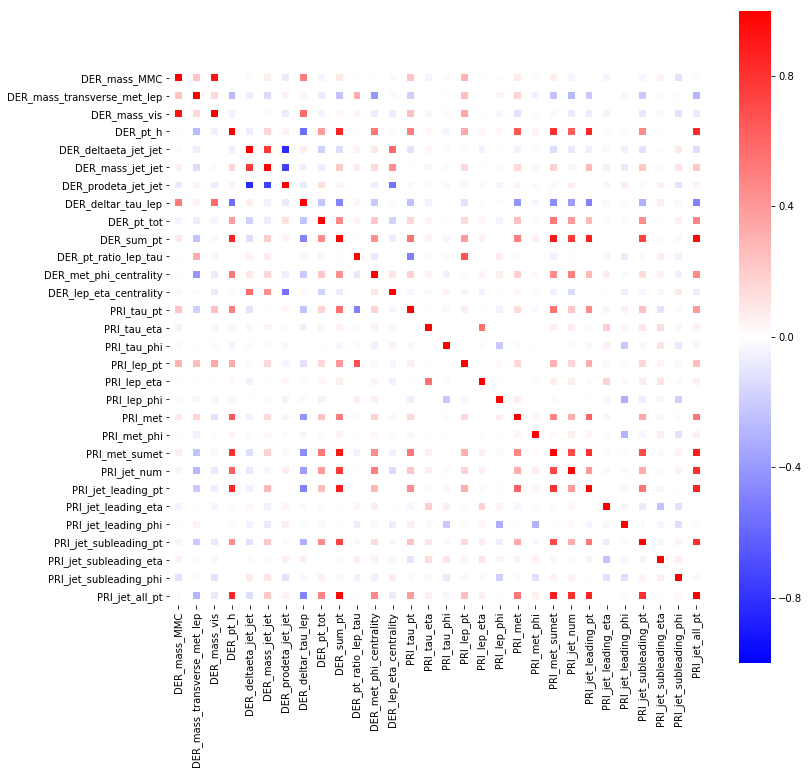 DER_mass_MMC
DER_mass_transverse_met_lep
DER_mass_vis
DER_pt_h
DER_deltaeta_jet_jet
DER_mass_jet_jet
DER_prodeta_jet_jet
DER_deltar_tau_lep
DER_pt_tot
DER_sum_pt
DER_pt_ratio_lep_tau
DER_met_phi_centrality
DER_lep_eta_centrality
PRI_tau_pt
PRI_tau_eta
PRI_tau_phi
PRI_lep_pt
PRI_lep_eta
PRI_lep_phi
PRI_met
PRI_met_phi
PRI_met_sumet
PRI_jet_num
PRI_jet_leading_pt
PRI_jet_leading_eta
PRI_jet_leading_phi
PRI_jet_subleading_pt
PRI_jet_subleading_eta
PRI_jet_subleading_phi
PRI_jet_all_pt
DER_mass_MMC
DER_mass_transverse_met_lep
DER_mass_vis
DER_pt_h
DER_deltaeta_jet_jet
DER_mass_jet_jet
DER_prodeta_jet_jet
DER_deltar_tau_lep
DER_pt_tot
DER_sum_pt
DER_pt_ratio_lep_tau
DER_met_phi_centrality
DER_lep_eta_centrality
PRI_tau_pt
PRI_tau_eta
PRI_tau_phi
PRI_lep_pt
PRI_lep_eta
PRI_lep_phi
PRI_met
PRI_met_phi
PRI_met_sumet
PRI_jet_num
PRI_jet_leading_pt
PRI_jet_leading_eta
PRI_jet_leading_phi
PRI_jet_subleading_pt
PRI_jet_subleading_eta
PRI_jet_subleading_phi
PRI_jet_all_pt
0.8
0.4
0.0
−0.4
−0.8